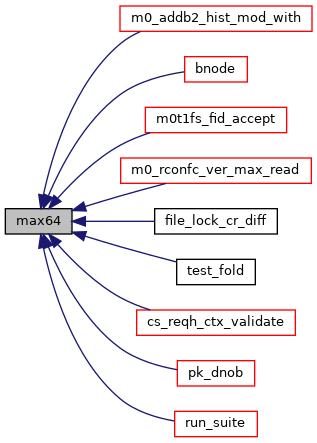 m0_addb2_hist_mod_with
bnode
m0t1fs_fid_accept
m0_rconfc_ver_max_read
max64
file_lock_cr_diff
test_fold
cs_reqh_ctx_validate
pk_dnob
run_suite